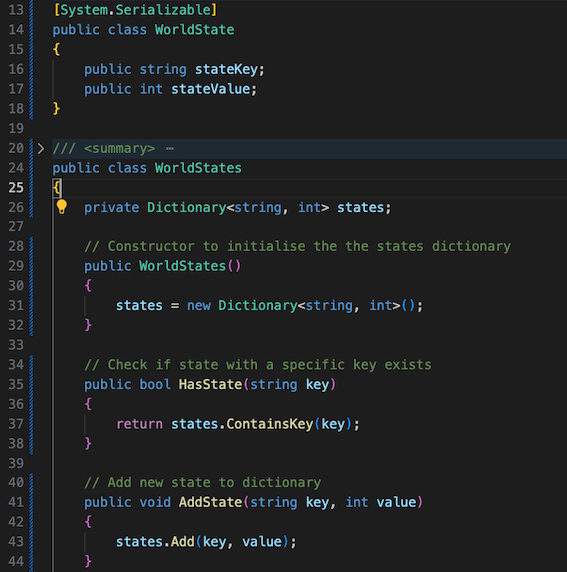 13 [System.Serializable]
14 public class WorldState
15 {
16 public string stateKey;
17 public int stateValue;
18 }
19
20 > /// <summary> ⋯
24 public class WorldStates
25 {
26 private Dictionary<string, int> states;
27
28 // Constructor to initialise the the states dictionary
29 public WorldStates()
30 {
31 states = new Dictionary<string, int>();
32 }
33
34 // Check if state with a specific key exists
35 public bool HasState(string key)
36 {
37 return states.ContainsKey(key);
38 }
39
40 // Add new state to dictionary
41 public void AddState(string key, int value)
42 {
43 states.Add(key, value);
44 }